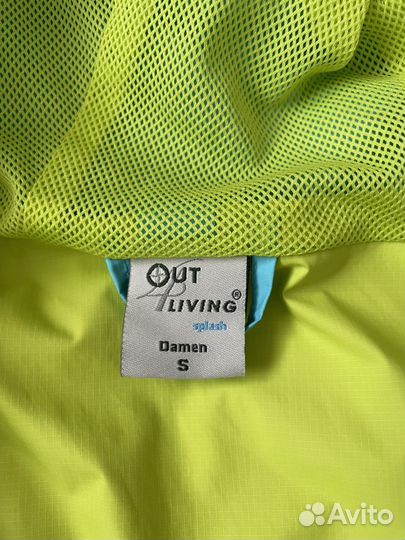 OUT
LIVING®
splash
Damen
S
Avito